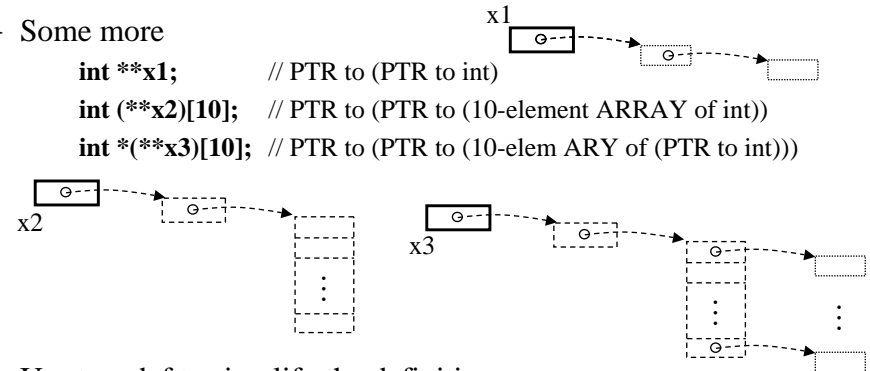 – Some more
x1
int **x1; // PTR to (PTR to int)
int (**x2)[10]; // PTR to (PTR to (10-element ARRAY of int))
int *(**x3)[10]; // PTR to (PTR to (10-elem ARY of (PTR to int)))
x2
x3